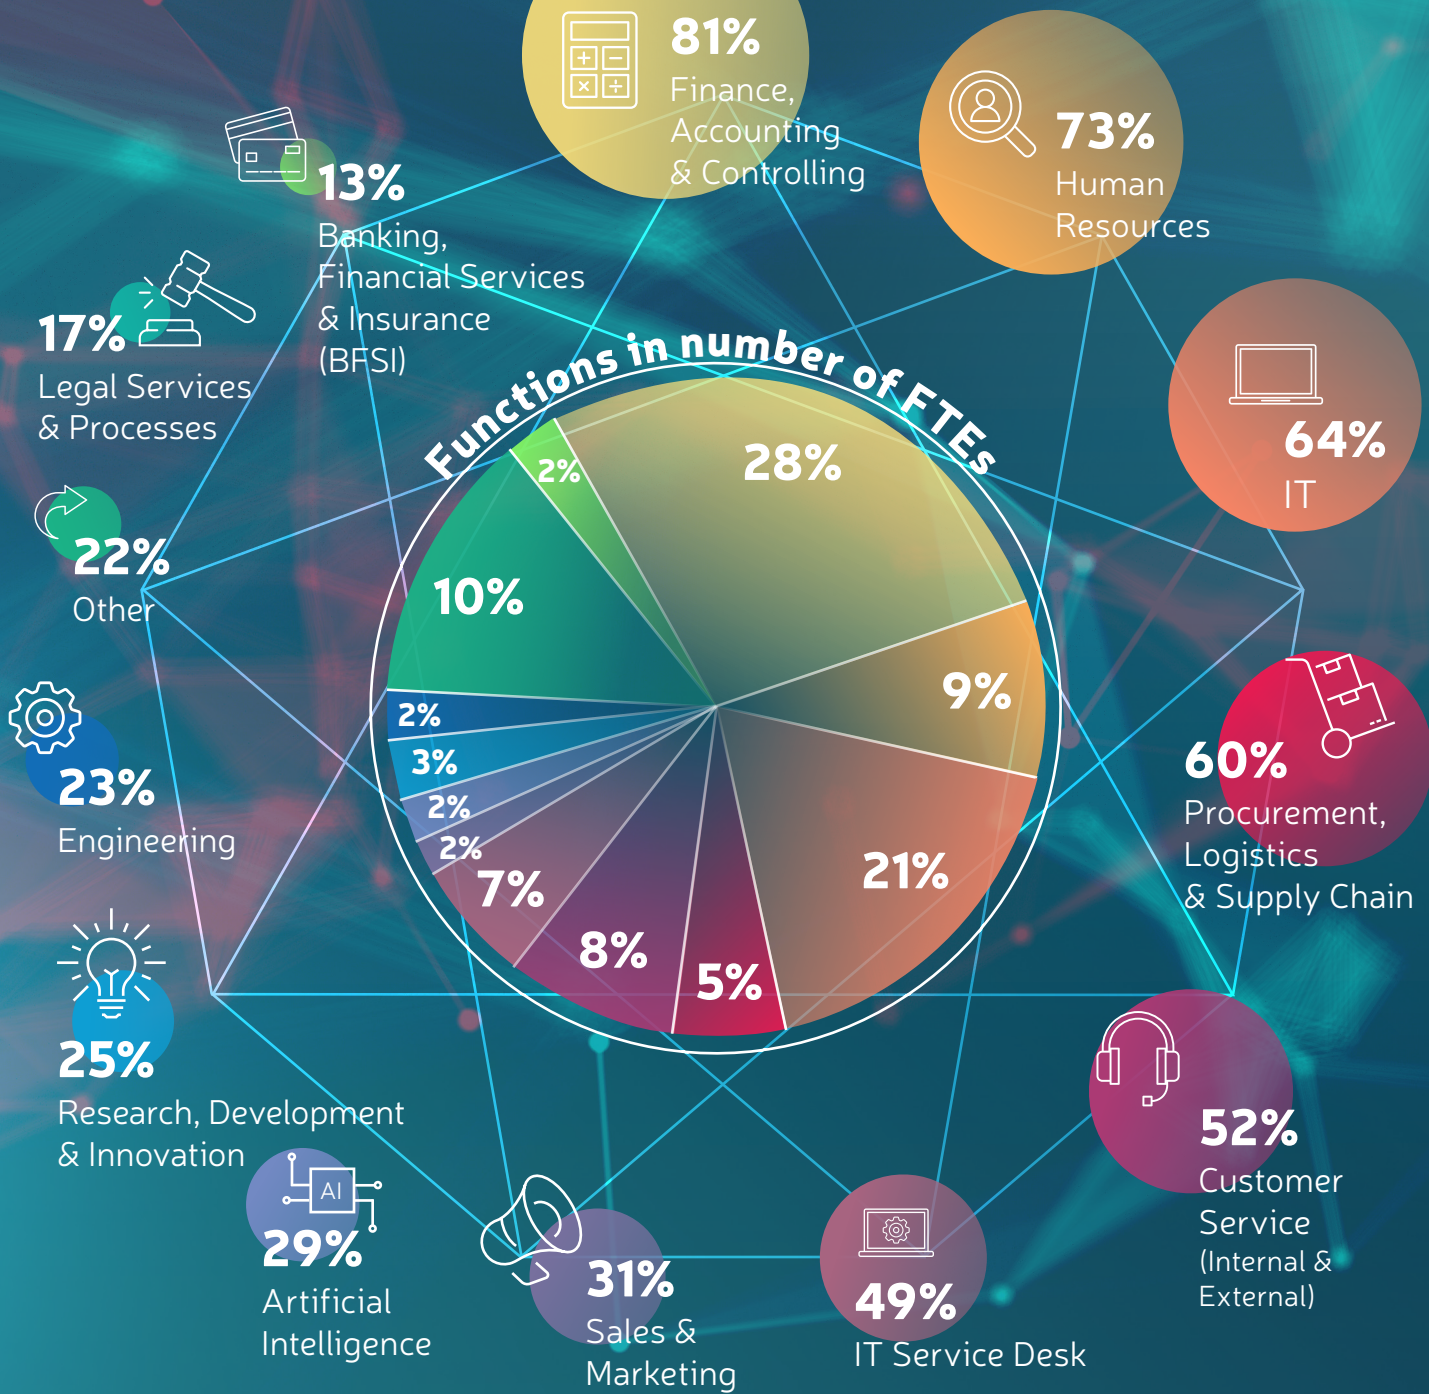 81%
Finance,
Accounting
& Controlling
73%
Human
Resources
64%
IT
60%
Procurement,
Logistics
& Supply Chain
52%
Customer
Service
(Internal &
External)
49%
IT Service Desk
31%
Sales &
Marketing
AI
29%
Artificial
Intelligence
25%
Research, Development
& Innovation
23%
Engineering
22%
Other
17%
Legal Services
& Processes
13%
Banking,
Financial Services
& Insurance
(BFSI)
Functions in number of FTEs
28%
9%
21%
5%
8%
7%
2%
2%
3%
2%
10%
2%